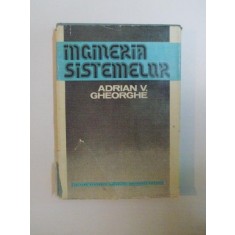 INGINERIA
SISTEMELOR
ADRIAN V.
GHEORGHE